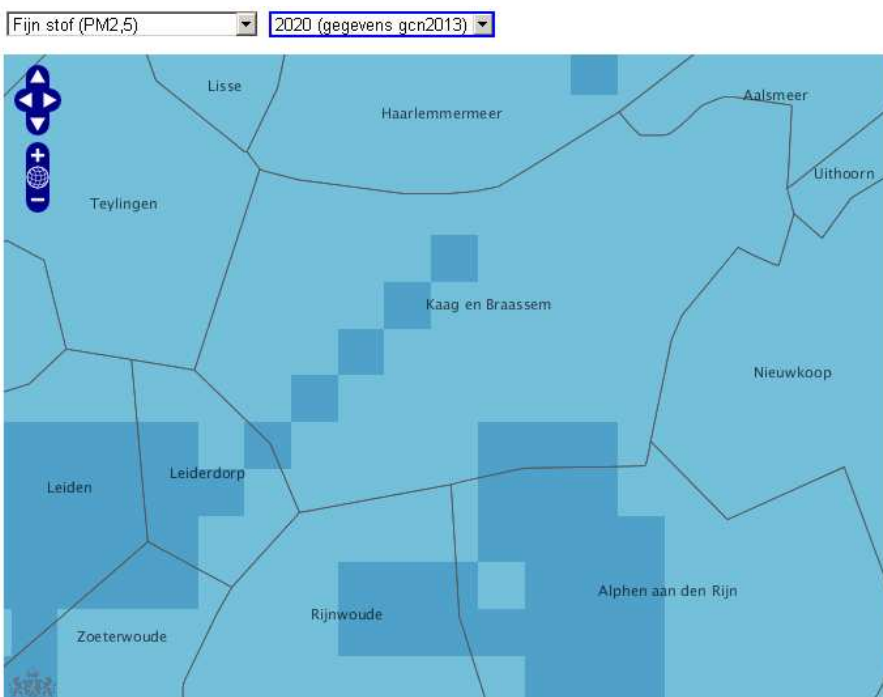 Fijn stof (PM2,5)
2020 (gegevens gcn2013)
Lisse
Haarlemmermeer
Aalsmeer
Uithoorn
Teylingen
Kaag en Braassem
Nieuwkoop
Leiderdorp
Leiden
Alphen aan den Rijn
Rijnwoude
Zoeterwoude